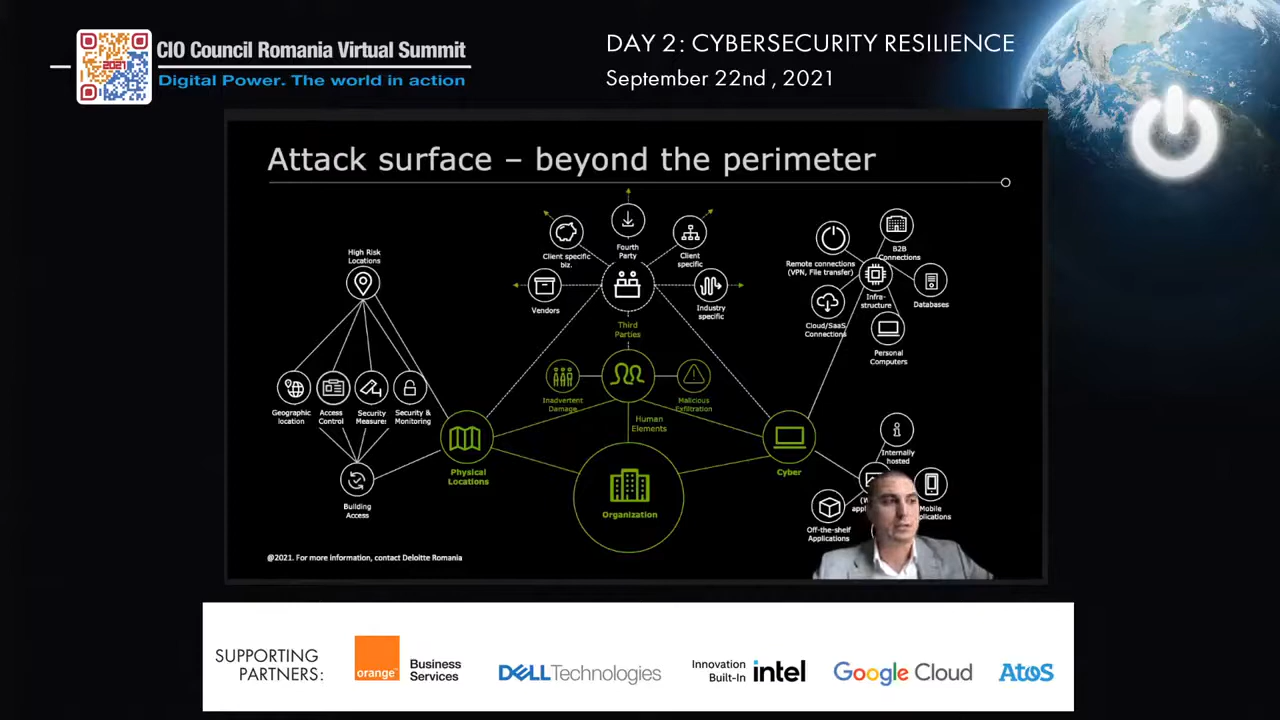 2021
CIO Council Romania Virtual Summit
Digital Power. The world in action
DAY 2: CYBERSECURITY RESILIENCE
September 22nd , 2021
Attack surface – beyond the perimeter
High Risk
Locations
Geographic
location
Access
Control
Security
Measures
Security &
Monitoring
Building
Access
Physical
Locations
Client specific
biz.
Fourth
Party
Client
specific
Vendors
Industry
specific
Third
Parties
Inadvertent
Damage
Malicious
Exfiltration
Human
Elements
Organization
Cyber
Remote connections
(VPN, File transfer)
B2B
Connections
Infra-
structure
Databases
Cloud/SaaS
Connections
Personal
Computers
Internally
hosted
Mobile
Off-the-shelf
Applications
@2021. For more information, contact Deloitte Romania
SUPPORTING
PARTNERS:
orange™
Business
Services
DELL Technologies
Innovation
Built-In
intel
Google Cloud
Atos